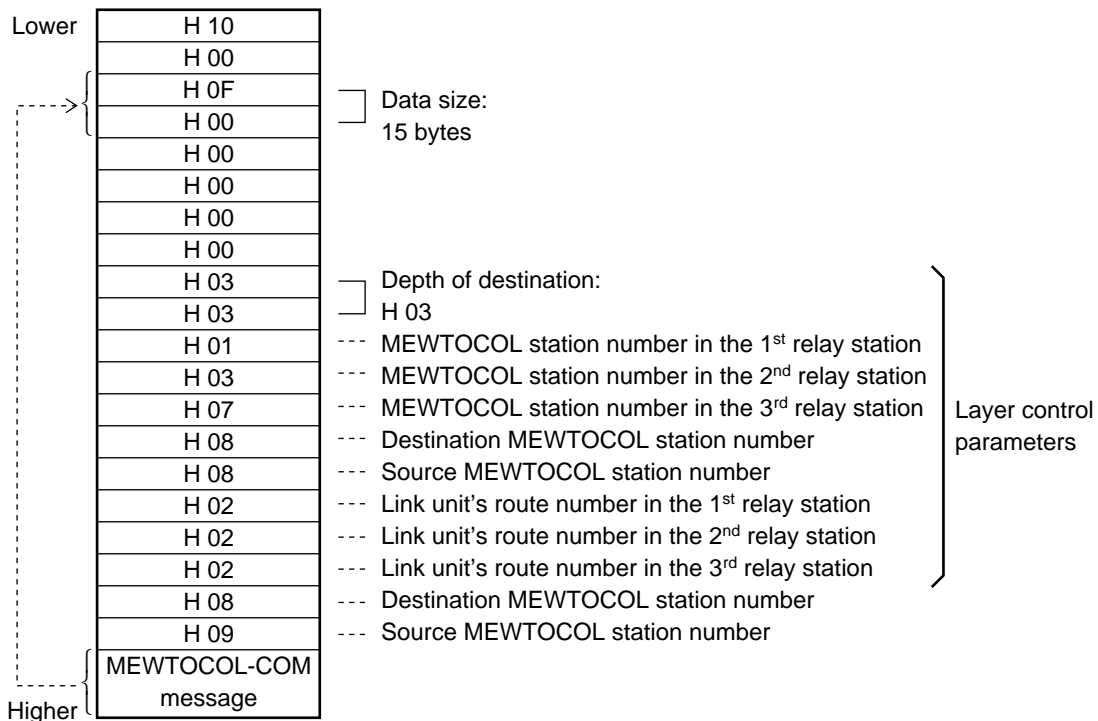 Lower H 10
H 00
H 0F
Data size:
H 00
15 bytes
H 00
H 00
H 00
H 00
H 03 Depth of destination:
H 03 H 03
H 01 MEWTOCOL station number in the 1st relay station
H 03 MEWTOCOL station number in the 2nd relay station
H 07 MEWTOCOL station number in the 3rd relay station
Layer control
H 08 Destination MEWTOCOL station number
parameters
H 08 Source MEWTOCOL station number
H 02 Link unit's route number in the 1st relay station
H 02 Link unit's route number in the 2nd relay station
H 02 Link unit's route number in the 3rd relay station
H 08 Destination MEWTOCOL station number
H 09 Source MEWTOCOL station number
MEWTOCOL-COM
message
Higher